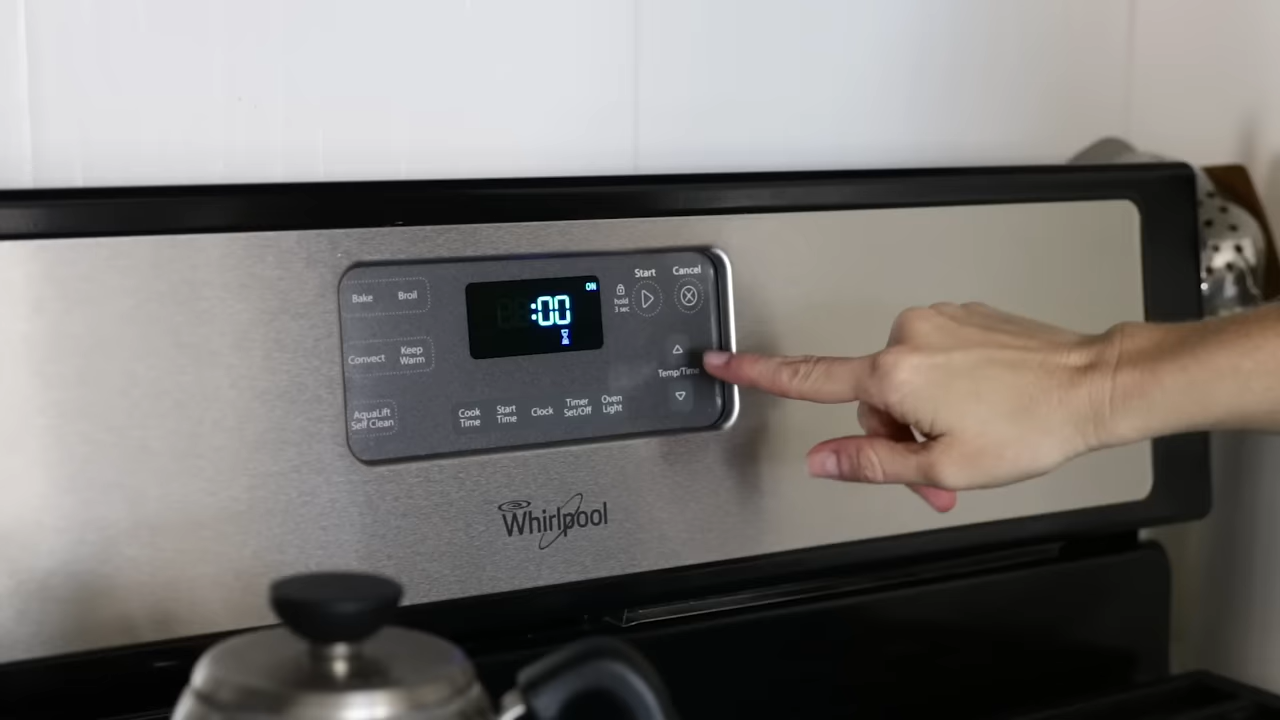 Bake Broil
Connect Keep
Warm
AquaLift
Self Clean
ON
:00
Start Cancel
hold
3 sec
Temp/Time
Cook
Time
Start
Time
Clock
Timer
Set/Off
Oven
Light
Whirlpool